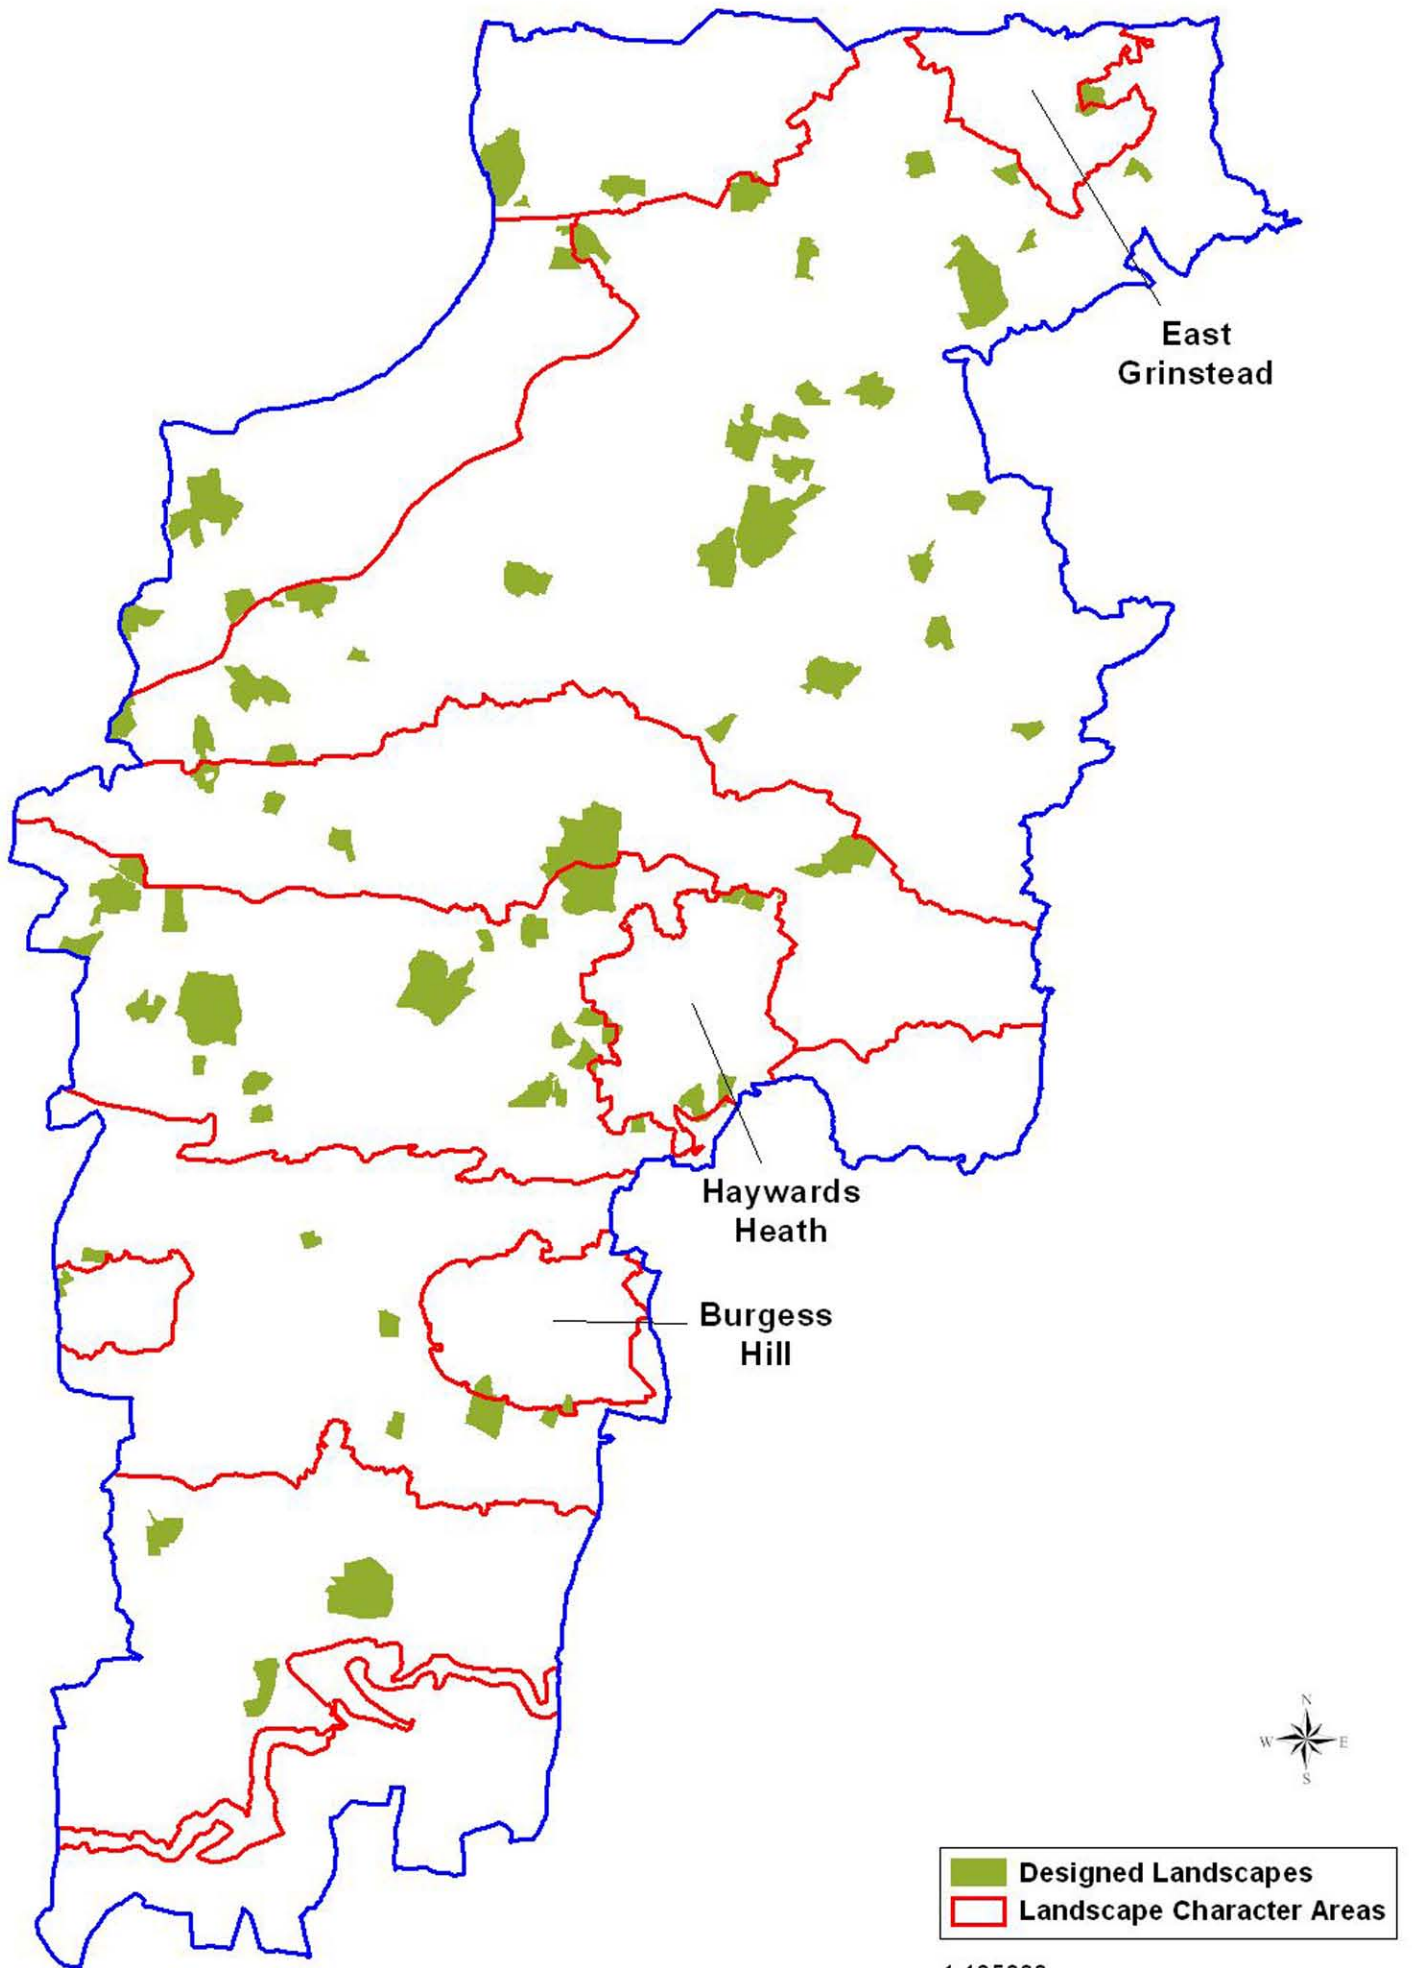 East
Grinstead
Haywards
Heath
Burgess
Hill
N
W E
S
Designed Landscapes
Landscape Character Areas